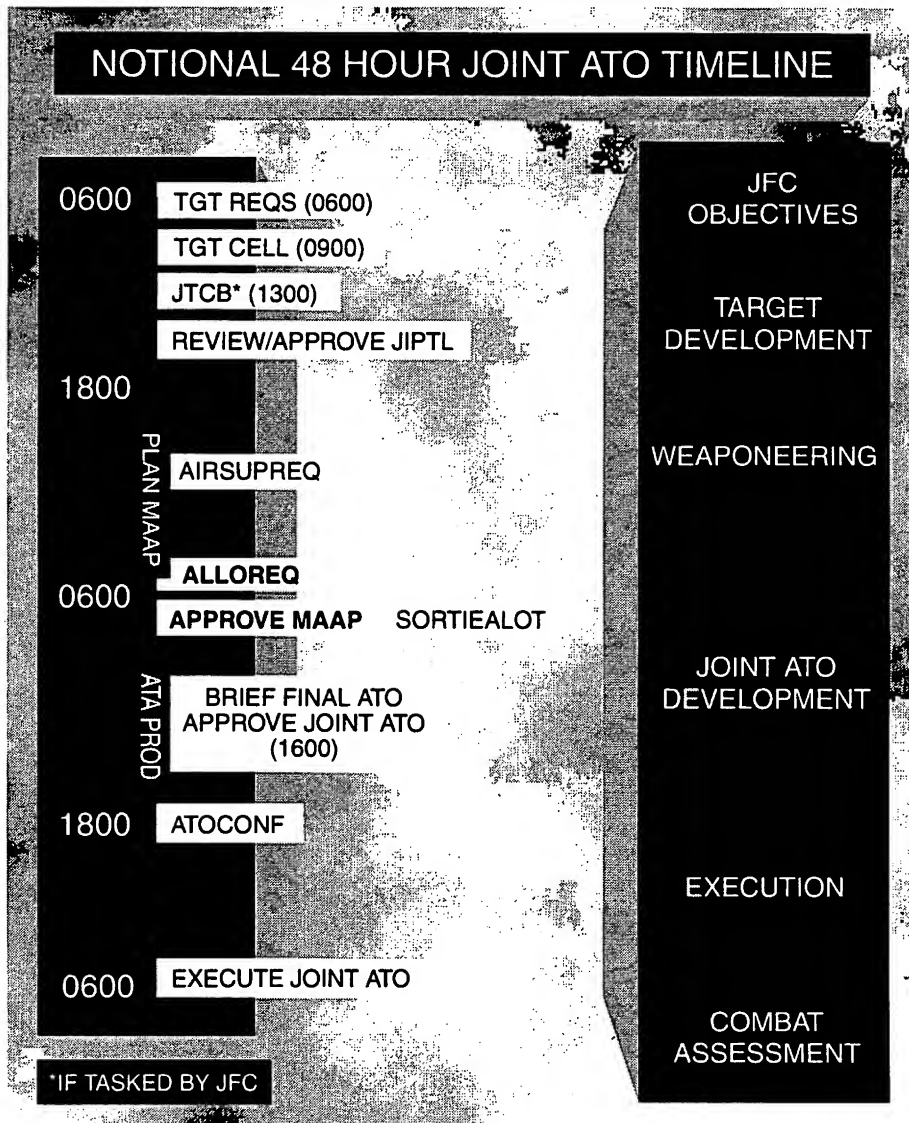 NOTIONAL 48 HOUR JOINT ATO TIMELINE
0600
TGT REQS (0600)
TGT CELL (0900)
JTCB* (1300)
REVIEW/APPROVE JIPTL
1800
PLAN MAAP
AIRSUPREQ
ALLOREQ
0600
APPROVE MAAP SORTIEALOT
ATA PROD
BRIEF FINAL ATO
APPROVE JOINT ATO
(1600)
1800
ATOCONF
0600
EXECUTE JOINT ATO
*IF TASKED BY JFC
JFC
OBJECTIVES
TARGET
DEVELOPMENT
WEAPONEERING
JOINT ATO
DEVELOPMENT
EXECUTION
COMBAT
ASSESSMENT